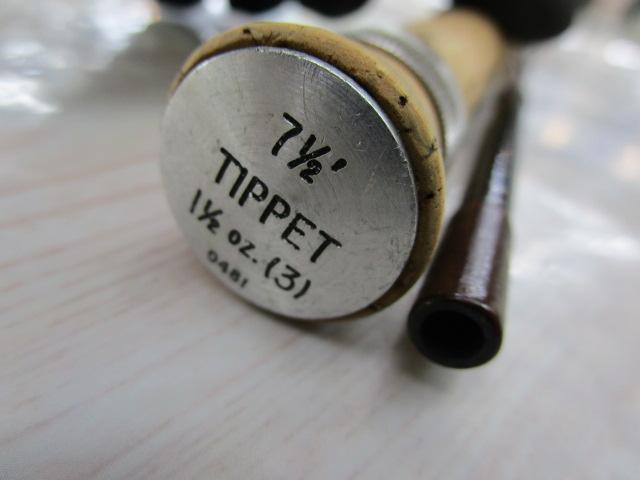 7½'
TIPPET
1½ oz. (3)
0481